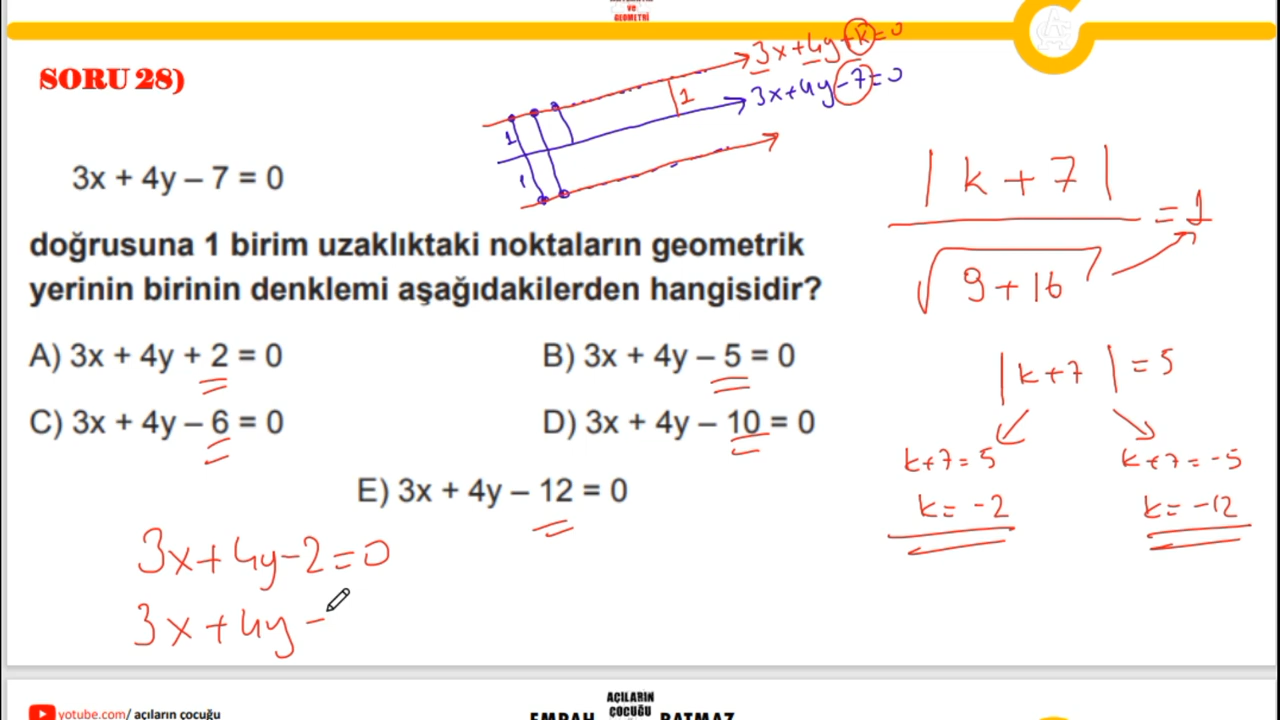 ve
GEOMETRİ
SORU 28)
3x+4y+k=0
3x+4y-7=0
1
1
1
3x + 4y – 7 = 0
|k+7|
√9+16
=1
doğrusuna 1 birim uzaklıktaki noktaların geometrik
yerinin birinin denklemi aşağıdakilerden hangisidir?
A) 3x + 4y + 2 = 0
B) 3x + 4y – 5 = 0
|k+7|=5
C) 3x + 4y – 6 = 0
D) 3x + 4y – 10 = 0
k+7=5
k+7=-5
E) 3x + 4y – 12 = 0
k=-2
k=-12
3x+4y-2=0
3x+4y-
AÇILARIN
ÇOCUĞU
yotube.com/ açıların çocuğu
EMRAH BATMAZ